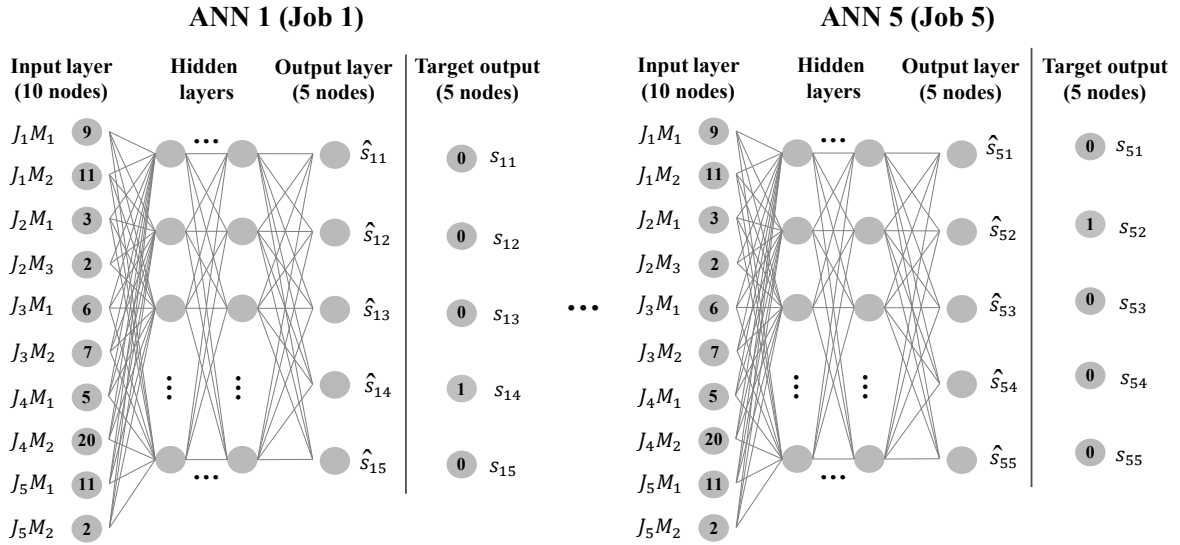 ANN 1 (Job 1)
Input layer
(10 nodes)
Hidden
layers
Output layer
(5 nodes)
Target output
(5 nodes)
J₁M₁ 9
J₁M₂ 11
J₂M₁ 3
J₂M₃ 2
J₃M₁ 6
J₃M₂ 7
J₄M₁ 5
J₄M₂ 20
J₅M₁ 11
J₅M₂ 2
...
...
ŝ₁₁
ŝ₁₂
ŝ₁₃
ŝ₁₄
ŝ₁₅
0 s₁₁
0 s₁₂
0 s₁₃
1 s₁₄
0 s₁₅
...
ANN 5 (Job 5)
Input layer
(10 nodes)
Hidden
layers
Output layer
(5 nodes)
Target output
(5 nodes)
J₁M₁ 9
J₁M₂ 11
J₂M₁ 3
J₂M₃ 2
J₃M₁ 6
J₃M₂ 7
J₄M₁ 5
J₄M₂ 20
J₅M₁ 11
J₅M₂ 2
...
...
ŝ₅₁
ŝ₅₂
ŝ₅₃
ŝ₅₄
ŝ₅₅
0 s₅₁
1 s₅₂
0 s₅₃
0 s₅₄
0 s₅₅